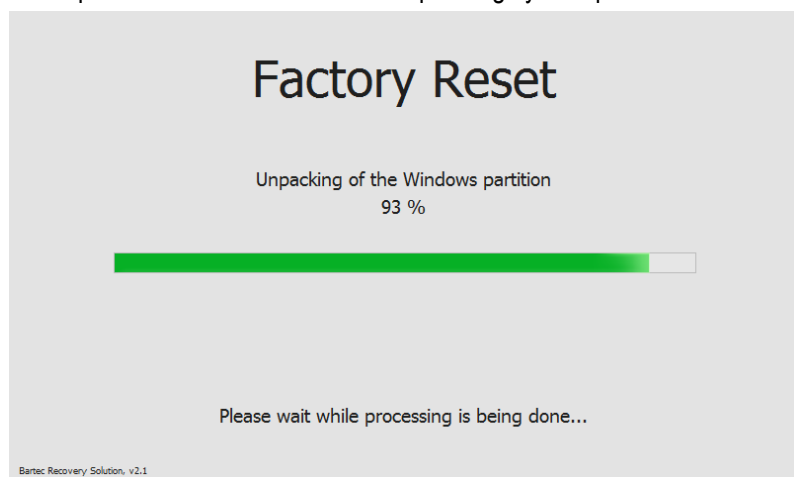 Factory Reset
Unpacking of the Windows partition
93 %
Please wait while processing is being done...
Bartec Recovery Solution, v2.1